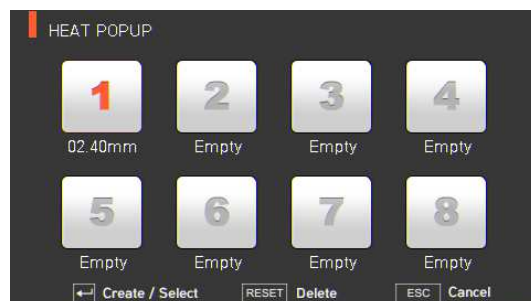 HEAT POPUP
1 2 3 4
02.40mm Empty Empty Empty
5 6 7 8
Empty Empty Empty Empty
Create / Select RESET Delete ESC Cancel